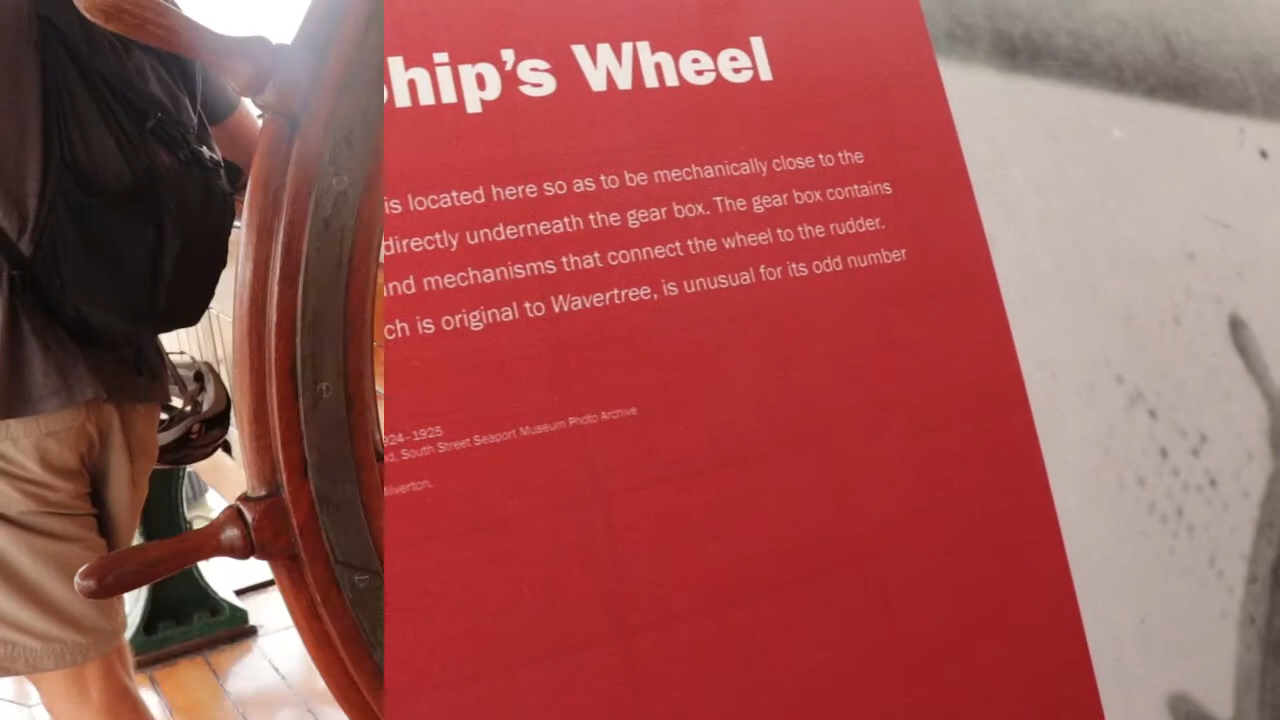 hip's Wheel
is located here so as to be mechanically close to the
directly underneath the gear box. The gear box contains
nd mechanisms that connect the wheel to the rudder.
ch is original to Wavertree, is unusual for its odd number
924–1925
d, South Street Seaport Museum Photo Archive
ilverton.